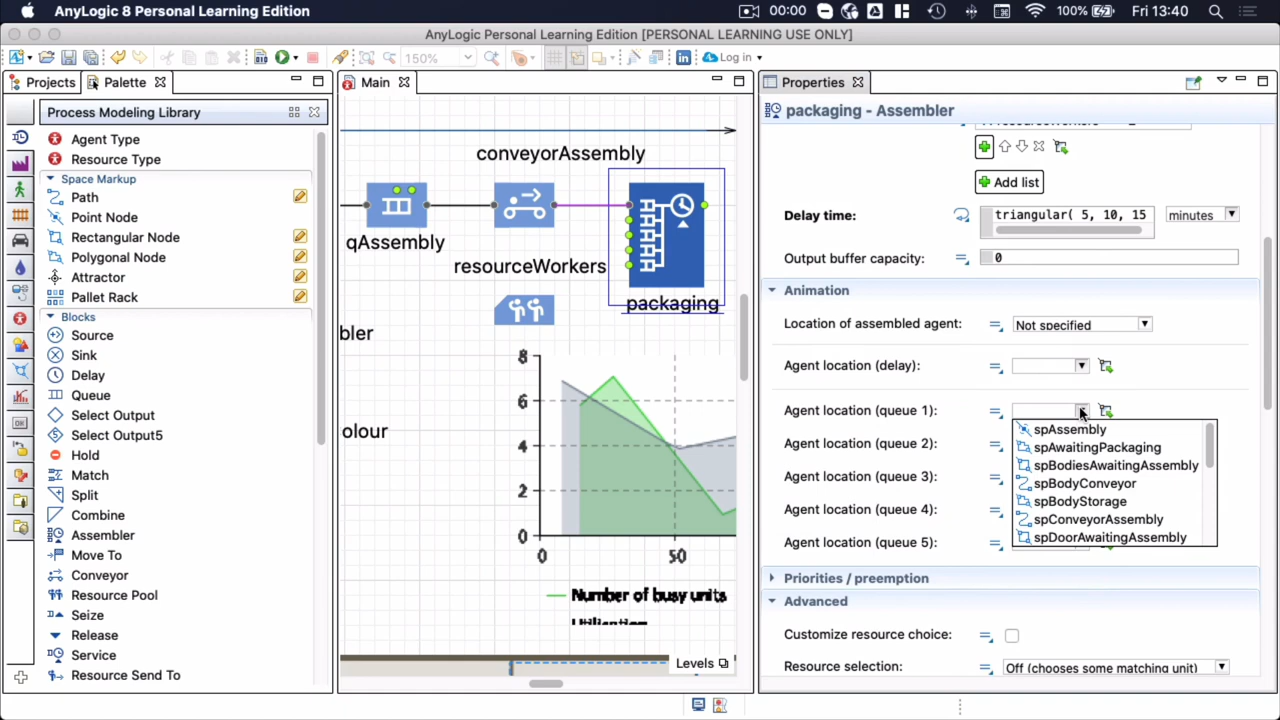 AnyLogic 8 Personal Learning Edition 00:00 100% Fri 13:40
AnyLogic Personal Learning Edition [PERSONAL LEARNING USE ONLY]
150% Log in
Projects Palette
Main
Properties
Process Modeling Library
Agent Type
Resource Type
Space Markup
Path
Point Node
Rectangular Node
Polygonal Node
Attractor
Pallet Rack
Blocks
Source
Sink
Delay
Queue
Select Output
Select Output5
Hold
Match
Split
Combine
Assembler
Move To
Conveyor
Resource Pool
Seize
Release
Service
Resource Send To
conveyorAssembly
qAssembly
resourceWorkers
packaging
bler
olour
8
6
4
2
0
0 50
Number of busy units
Utilisation
Levels
packaging - Assembler
Add list
Delay time: triangular( 5, 10, 15 minutes
Output buffer capacity: 0
Animation
Location of assembled agent: Not specified
Agent location (delay):
Agent location (queue 1):
Agent location (queue 2):
Agent location (queue 3):
Agent location (queue 4):
Agent location (queue 5):
spAssembly
spAwaitingPackaging
spBodiesAwaitingAssembly
spBodyConveyor
spBodyStorage
spConveyorAssembly
spDoorAwaitingAssembly
Priorities / preemption
Advanced
Customize resource choice:
Resource selection: Off (chooses some matching unit)